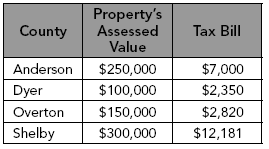 County Property's Assessed Value Tax Bill
Anderson $250,000 $7,000
Dyer $100,000 $2,350
Overton $150,000 $2,820
Shelby $300,000 $12,181